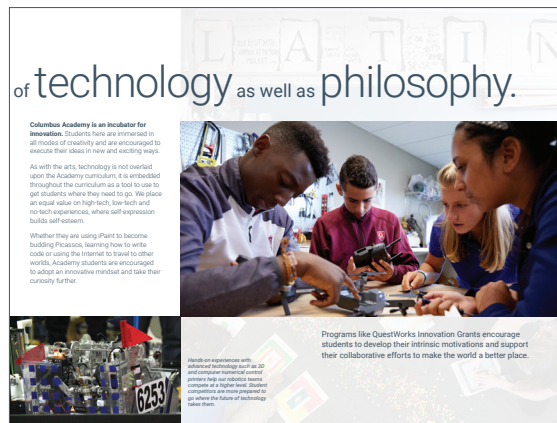 L A T I N
of technology as well as philosophy.
Columbus Academy is an incubator for
innovation. Students here are immersed in
all modes of creativity and are encouraged to
execute their ideas in new and exciting ways.
As with the arts, technology is not overlaid
upon the Academy curriculum, it is embedded
throughout the curriculum as a tool to use to
get students where they need to go. We place
an equal value on high-tech, low-tech and
no-tech experiences, where self-expression
builds self-esteem.
Whether they are using iPaint to become
budding Picassos, learning how to write
code or using the Internet to travel to other
worlds, Academy students are encouraged
to adopt an innovative mindset and take their
curiosity further.
6253
Hands-on experiences with
advanced technology such as 3D
and computer numerical control
printers help our robotics teams
compete at a higher level. Student
competitors are more prepared to
go where the future of technology
takes them.
Programs like QuestWorks Innovation Grants encourage
students to develop their intrinsic motivations and support
their collaborative efforts to make the world a better place.